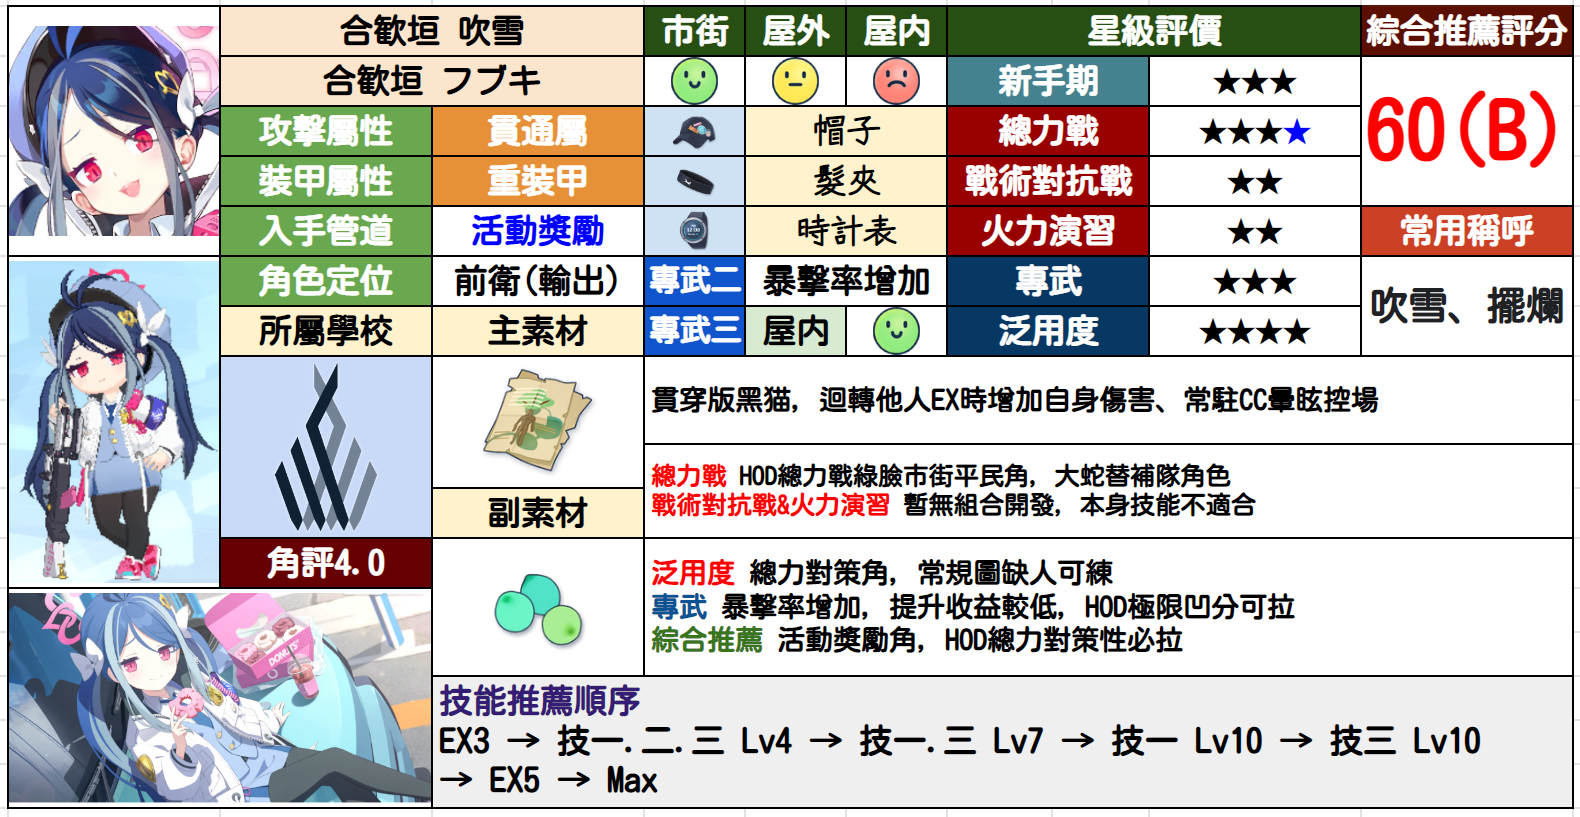 合歓垣 吹雪
市街 屋外 屋内
星級評價
綜合推薦評分
合歓垣 フブキ
新手期 ★★★
60(B)
攻擊屬性 貫通屬
帽子
總力戰 ★★★★
裝甲屬性 重裝甲
髮夾
戰術對抗戰 ★★
入手管道 活動獎勵
時計表
火力演習 ★★
常用稱呼
角色定位 前衛(輸出)
專武二 暴擊率增加
專武 ★★★
吹雪、擺爛
所屬學校 主素材
專武三 屋內
泛用度 ★★★★
貫穿版黑猫, 迴轉他人EX時增加自身傷害、常駐CC暈眩控場
總力戰 HOD總力戰綠臉市街平民角, 大蛇替補隊角色
戰術對抗戰&火力演習 暫無組合開發, 本身技能不適合
副素材
角評4.0
泛用度 總力對策角, 常規圖缺人可練
專武 暴擊率增加, 提升收益較低, HOD極限凹分可拉
綜合推薦 活動獎勵角, HOD總力對策性必拉
DONUTS
技能推薦順序
EX3 → 技一.二.三 Lv4 → 技一.三 Lv7 → 技一 Lv10 → 技三 Lv10
→ EX5 → Max